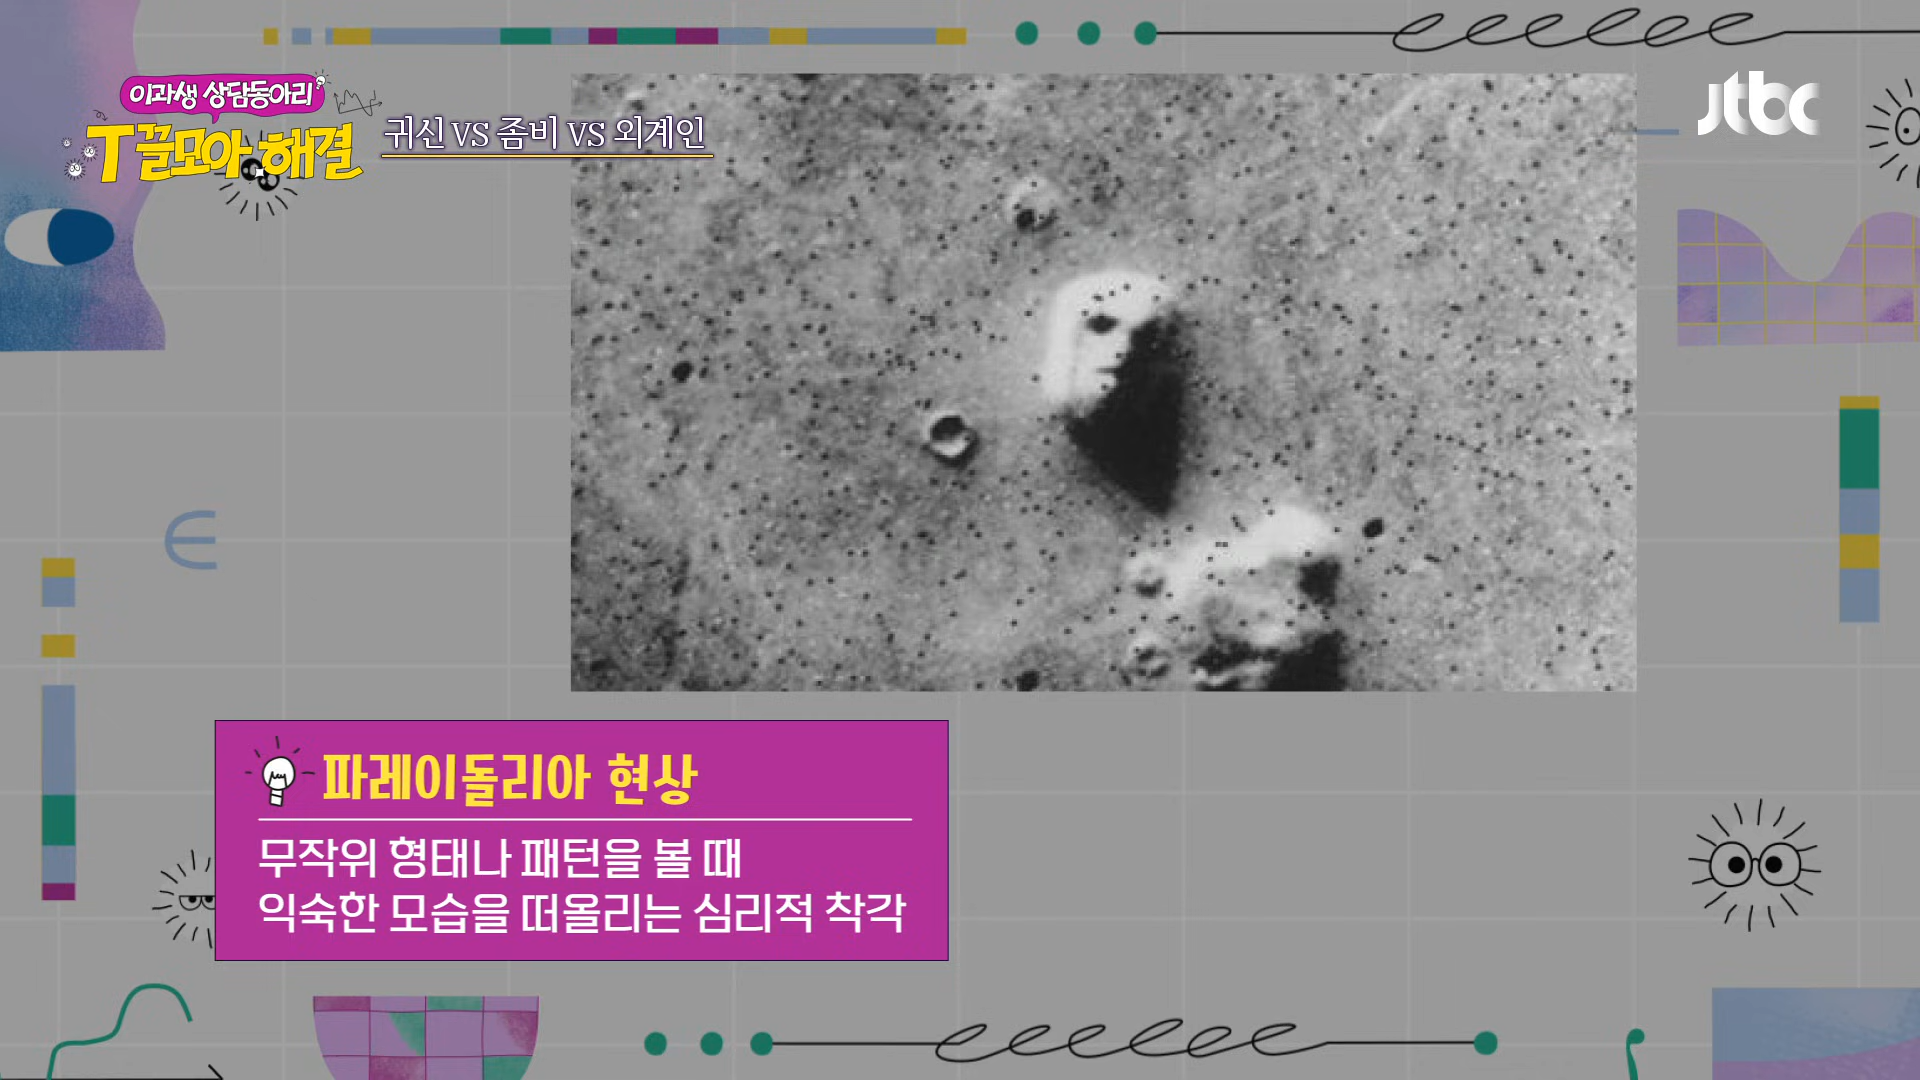 이과생 상담동아리
T끌모아.해결
귀신 VS 좀비 VS 외계인
jtbc
파레이돌리아 현상
무작위 형태나 패턴을 볼 때
익숙한 모습을 떠올리는 심리적 착각